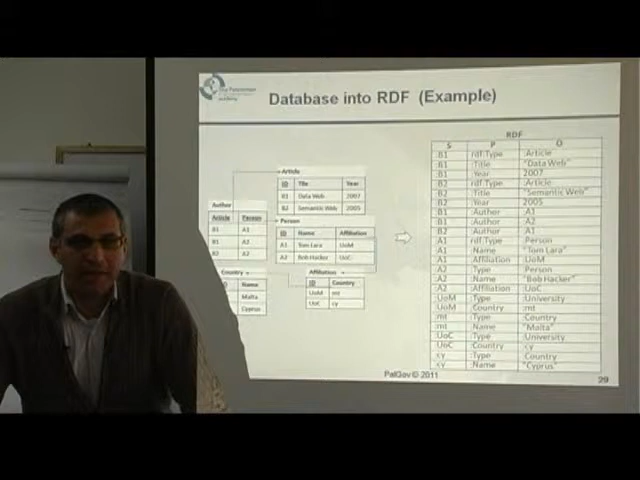 Database into RDF (Example)
RDF
S P O
:B1 rdf:Type :Article
:B1 :Title "Data Web"
:B1 :Year 2007
:B2 rdf:Type :Article
:B2 :Title "Semantic Web"
:B2 :Year 2005
:B1 :Author :A1
:B1 :Author :A2
:B2 :Author :A1
:A1 rdf:Type :Person
:A1 :Name "Tom Lara"
:A1 :Affiliation :UoM
:A2 :Type :Person
:A2 :Name "Bob Hacker"
:A2 :Affiliation :UoC
:UoM :Type :University
:UoM :Country :mt
:mt :Type :Country
:mt :Name "Malta"
:UoC :Type :University
:UoC :Country :cy
:cy :Type :Country
:cy :Name "Cyprus"
Article
ID Title Year
B1 Data Web 2007
B2 Semantic Web 2005
Author
Article Person
B1 A1
B1 A2
B2 A2
Person
ID Name Affiliation
A1 Tom Lara UoM
A2 Bob Hacker UoC
Country
Name
Malta
Cyprus
Affiliation
ID Country
UoM mt
UoC cy
PalGov © 2011
29